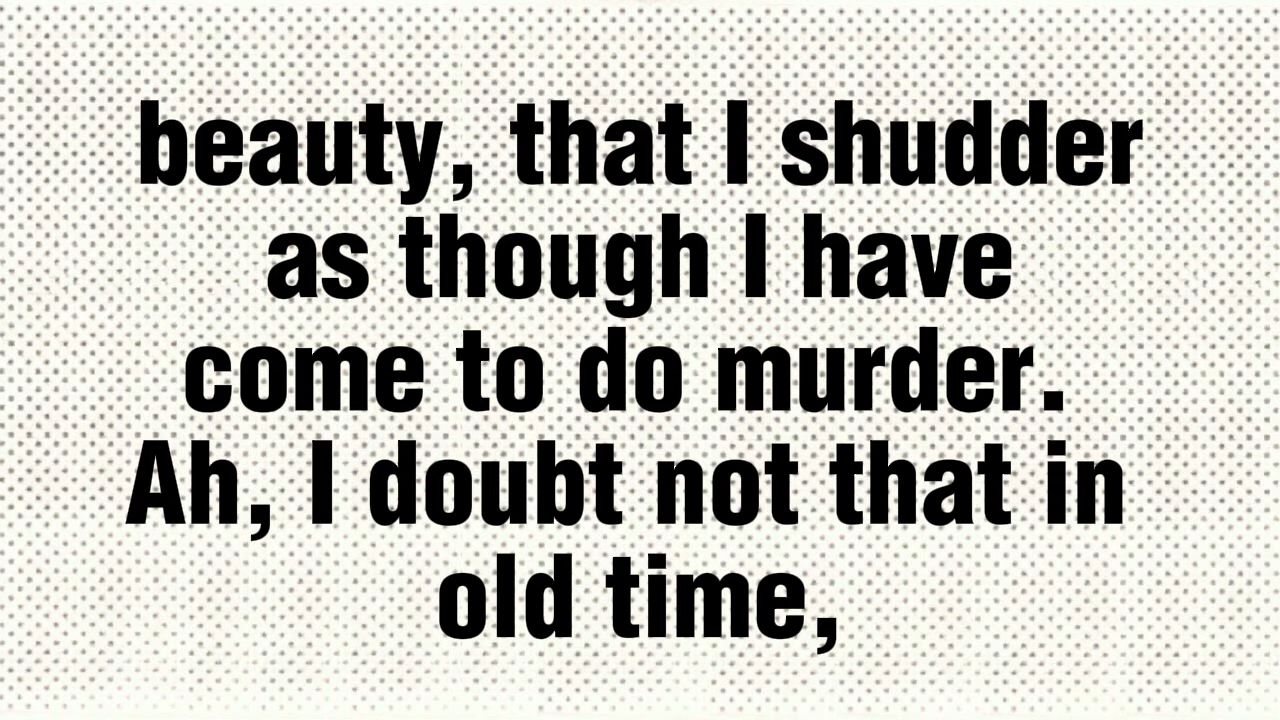 beauty, that I shudder
as though I have
come to do murder.
Ah, I doubt not that in
old time,